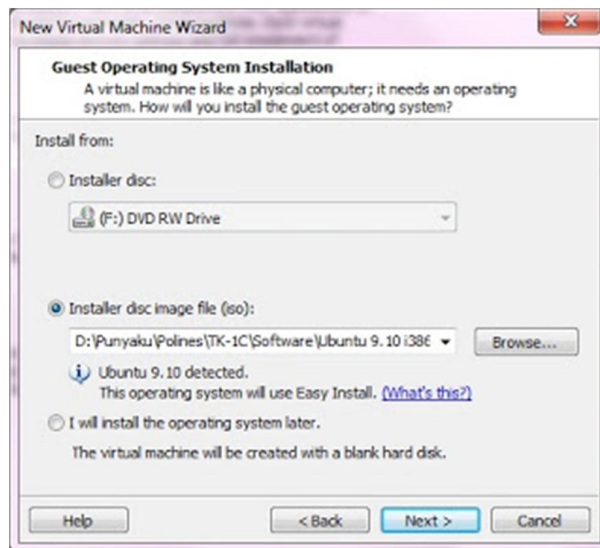 New Virtual Machine Wizard
Guest Operating System Installation
A virtual machine is like a physical computer; it needs an operating
system. How will you install the guest operating system?
Install from:
Installer disc:
(F:) DVD RW Drive
Installer disc image file (iso):
D:\Punyaku\Polines\TK-1C\Software\Ubuntu 9.10 i386
Browse...
Ubuntu 9.10 detected.
This operating system will use Easy Install. (What's this?)
I will install the operating system later.
The virtual machine will be created with a blank hard disk.
Help
< Back
Next >
Cancel